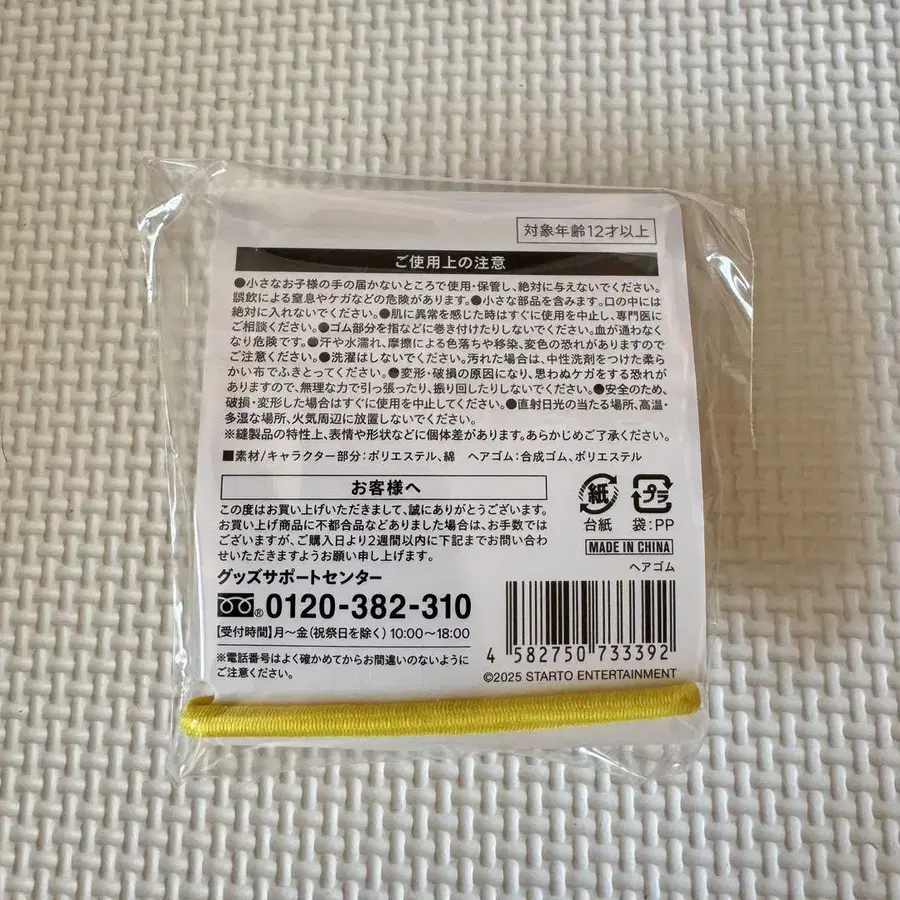 対象年齢12才以上
ご使用上の注意
●小さなお子様の手の届かないところで使用・保管し、絶対に与えないでください。
誤飲による窒息やケガなどの危険があります。●小さな部品を含みます。口の中には
絶対に入れないでください。●肌に異常を感じた時はすぐに使用を中止し、専門医に
ご相談ください。●ゴム部分を指などに巻き付けたりしないでください。血が通わなく
なり危険です。●汗や水濡れ、摩擦による色落ちや移染、変色の恐れがありますので
ご注意ください。●洗濯はしないでください。汚れた場合は、中性洗剤をつけた柔らか
い布でふきとってください。●変形・破損の原因になり、思わぬケガをする恐れが
ありますので、無理な力で引っ張ったり、振り回したりしないでください。●安全のため、
破損・変形した場合はすぐに使用を中止してください。●直射日光の当たる場所、高温・
多湿な場所、火気周辺に放置しないでください。
※縫製品の特性上、表情や形状などに個体差があります。あらかじめご了承ください。
■素材/キャラクター部分:ポリエステル、綿 ヘアゴム:合成ゴム、ポリエステル
お客様へ
この度はお買い上げいただきまして、誠にありがとうございます。
お買い上げ商品に不都合品などありました場合は、お手数では
ございますが、ご購入日より2週間以内に下記までお問い合わ
せいただきますようお願い申し上げます。
グッズサポートセンター
®0120-382-310
【受付時間】月~金(祝祭日を除く)10:00~18:00
※電話番号はよく確かめてからお間違いのないように
ご注意ください。
紙 プラ
台紙 袋:PP
MADE IN CHINA
ヘアゴム
4 582750 733392
©2025 STARTO ENTERTAINMENT